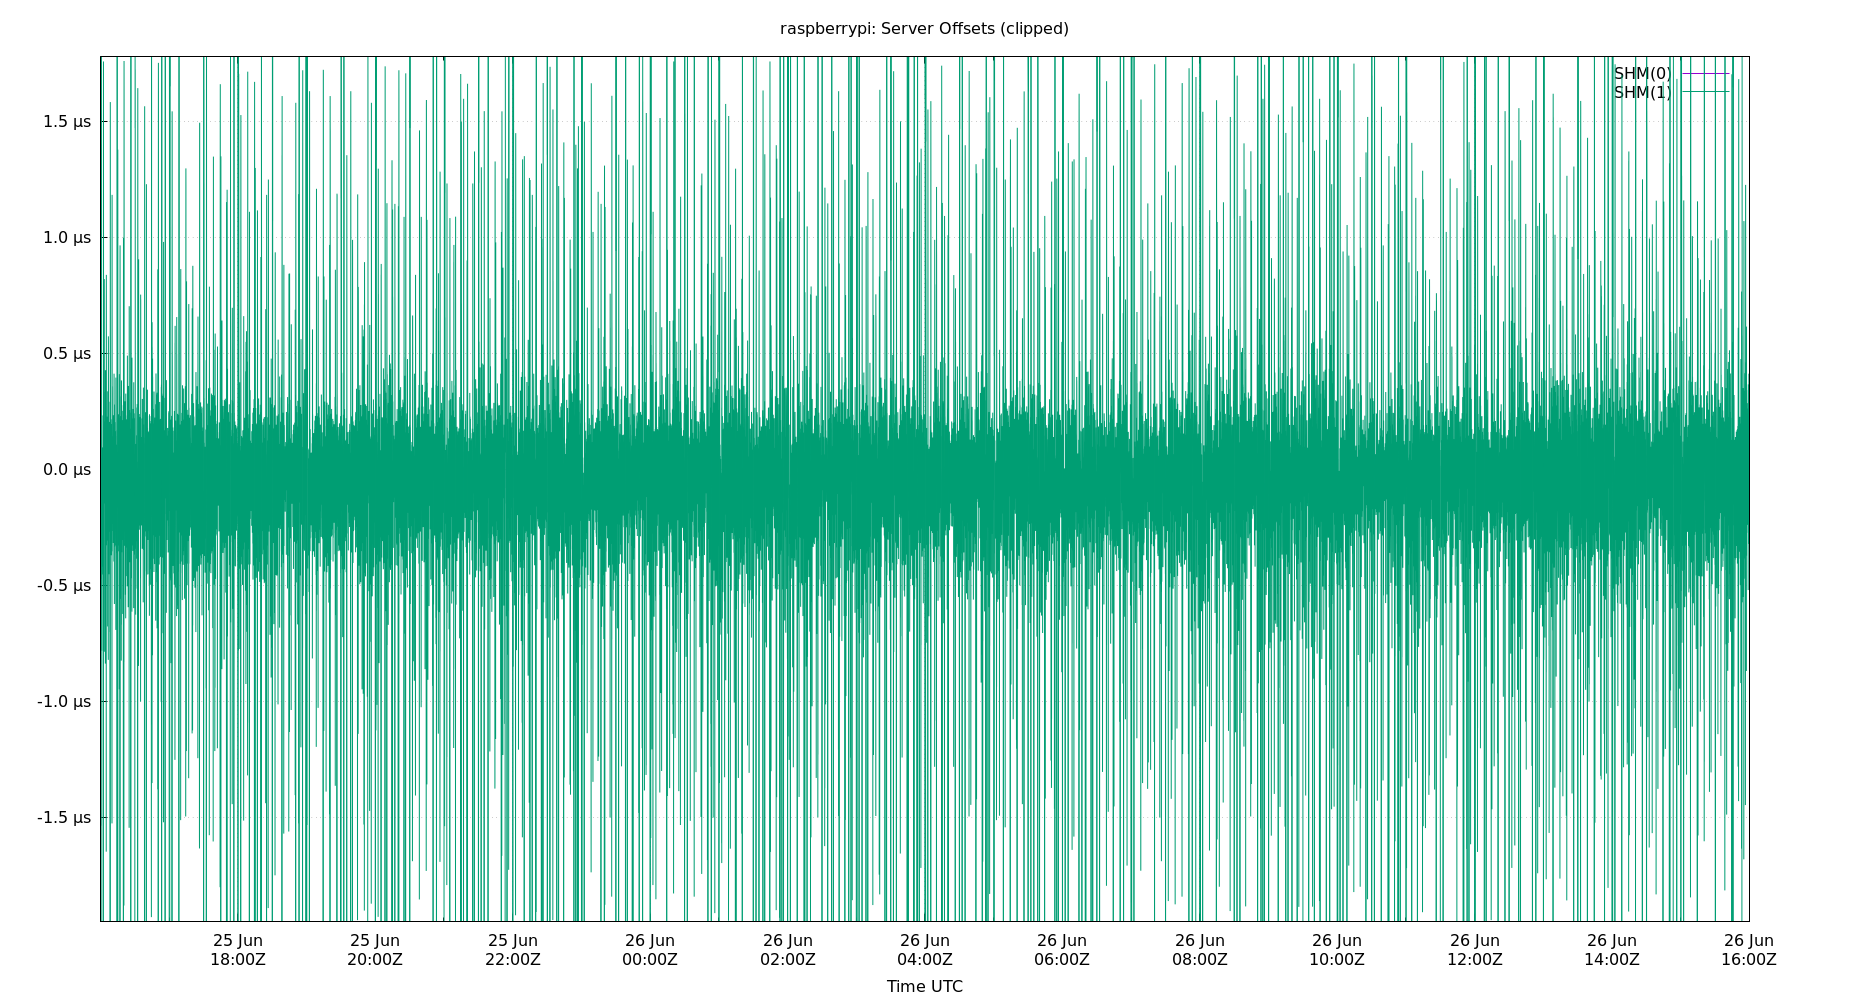 raspberrypi: Server Offsets (clipped)
SHM(0)
SHM(1)
1.5 µs
1.0 µs
0.5 µs
0.0 µs
-0.5 µs
-1.0 µs
-1.5 µs
25 Jun 25 Jun 25 Jun 26 Jun 26 Jun 26 Jun 26 Jun 26 Jun 26 Jun 26 Jun 26 Jun 26 Jun
18:00Z 20:00Z 22:00Z 00:00Z 02:00Z 04:00Z 06:00Z 08:00Z 10:00Z 12:00Z 14:00Z 16:00Z
Time UTC